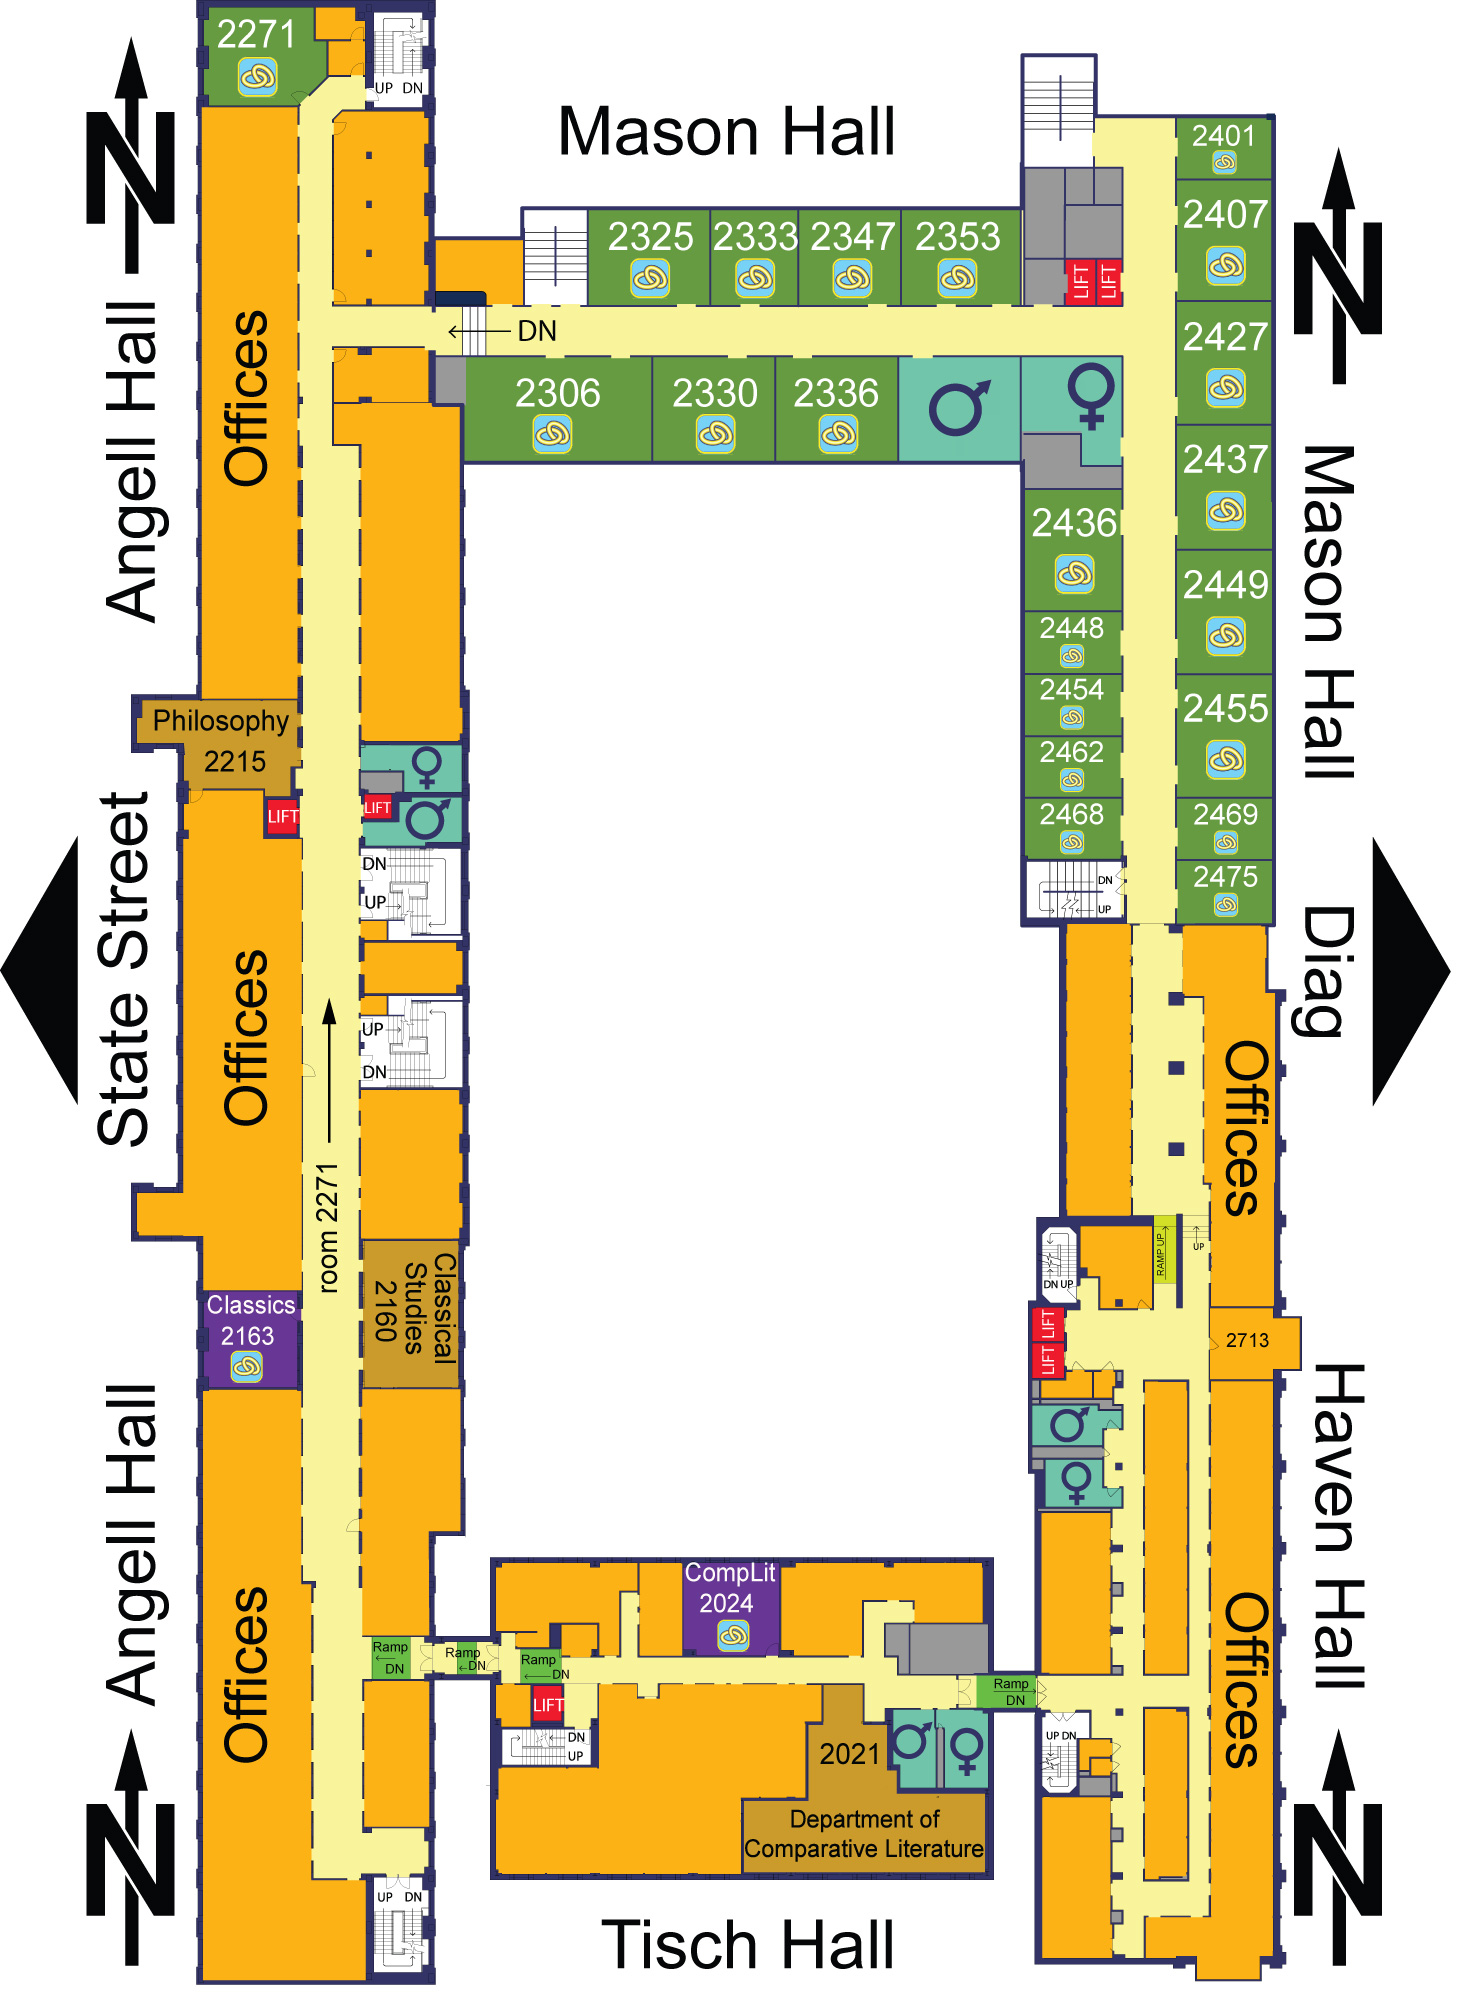 2271
UP DN
N
Mason Hall
2401
2407
N
2325
2333
2347
2353
LIFT
LIFT
DN
2427
Angell Hall
Offices
2306
2330
2336
2437
Mason Hall
2436
2449
2448
2454
2455
2462
2468
2469
2475
DN
UP
Philosophy
2215
LIFT
LIFT
DN
UP
State Street
Offices
UP
DN
Diag
Offices
room 2271
Classical
Studies
2160
Classics
2163
RAMP UP
UP
DN UP
LIFT
LIFT
2713
Angell Hall
Offices
Haven Hall
Offices
CompLit
2024
Ramp
DN
Ramp
DN
Ramp
DN
Ramp
DN
LIFT
DN
UP
2021
Department of
Comparative Literature
UP DN
N
UP DN
N
Tisch Hall